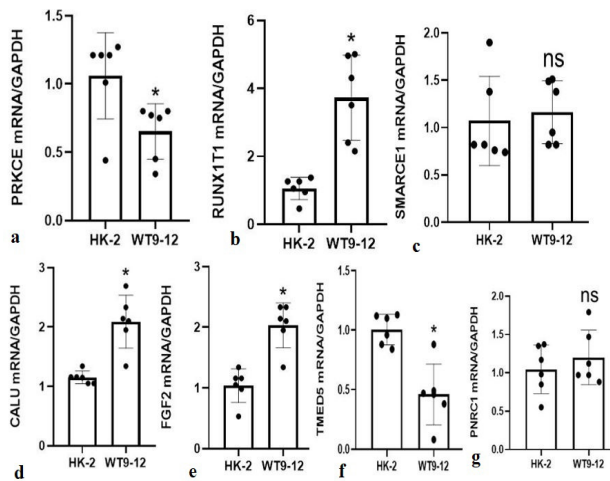 PRKCE mRNA/GAPDH
1.5
1.0
0.5
0.0
*
HK-2 WT9-12
a
RUNX1T1 mRNA/GAPDH
6
4
2
0
*
HK-2 WT9-12
b
SMARCE1 mRNA/GAPDH
2.0
1.5
1.0
0.5
0.0
ns
HK-2 WT9-12
c
CALU mRNA/GAPDH
3
2
1
0
*
HK-2 WT9-12
d
FGF2 mRNA/GAPDH
3
2
1
0
*
HK-2 WT9-12
e
TMED5 mRNA/GAPDH
1.5
1.0
0.5
0.0
*
HK-2 WT9-12
f
PNRC1 mRNA/GAPDH
2.0
1.5
1.0
0.5
0.0
ns
HK-2 WT9-12
g